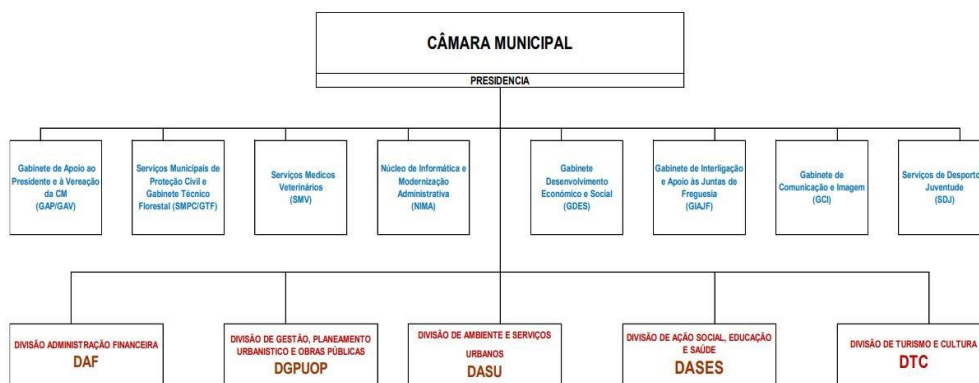 CÂMARA MUNICIPAL
PRESIDENCIA
Gabinete de Apoio ao
Presidente e à Vereação
da CM
(GAP/GAV)
Serviços Municipais de
Proteção Civil e
Gabinete Técnico
Florestal (SMPC/GTF)
Serviços Medicos
Veterinários
(SMV)
Núcleo de Informática e
Modernização
Administrativa
(NIMA)
Gabinete
Desenvolvimento
Económico e Social
(GDES)
Gabinete de Interligação
e Apoio às Juntas de
Freguesia
(GIAJF)
Gabinete de
Comunicação e Imagem
(GCI)
Serviços de Desporto
Juventude
(SDJ)
DIVISÃO ADMINISTRAÇÃO FINANCEIRA
DAF
DIVISÃO DE GESTÃO, PLANEAMENTO
URBANISTICO E OBRAS PÚBLICAS
DGPUOP
DIVISÃO DE AMBIENTE E SERVIÇOS
URBANOS
DASU
DIVISÃO DE AÇÃO SOCIAL, EDUCAÇÃO
E SAÚDE
DASES
DIVISÃO DE TURISMO E CULTURA
DTC